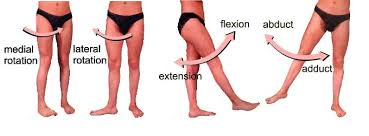 medial
rotation
lateral
rotation
flexion
extension
abduct
adduct